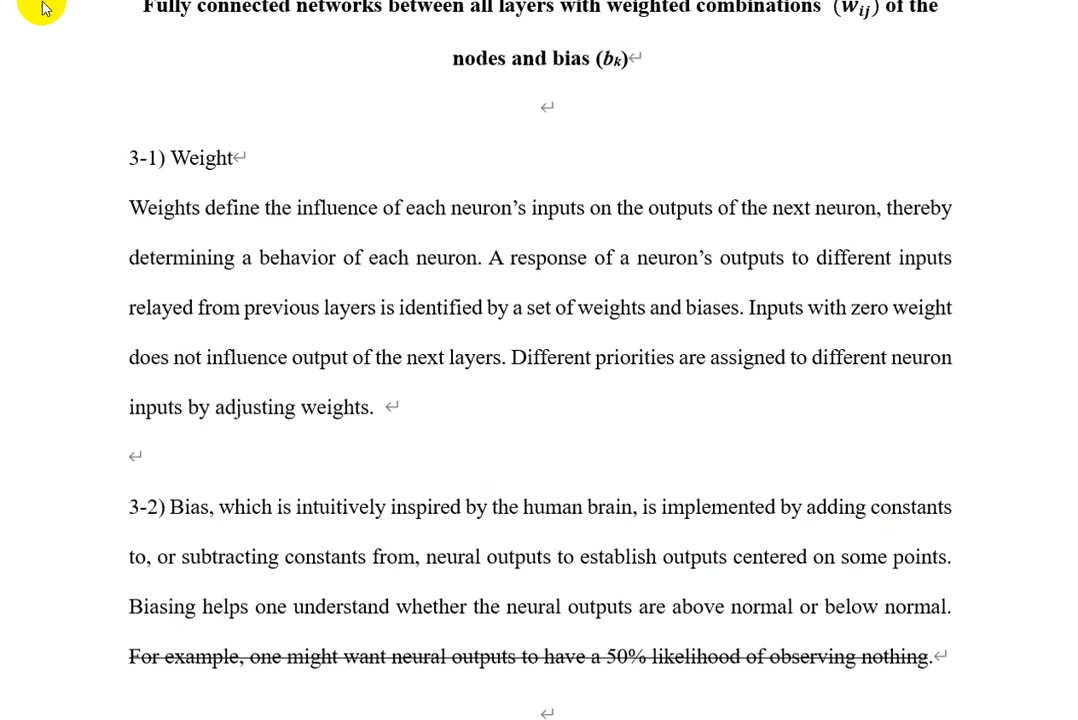 Fully connected networks between all layers with weighted combinations (w_ij) of the
nodes and bias (b_k)↵
↵
3-1) Weight↵
Weights define the influence of each neuron’s inputs on the outputs of the next neuron, thereby
determining a behavior of each neuron. A response of a neuron’s outputs to different inputs
relayed from previous layers is identified by a set of weights and biases. Inputs with zero weight
does not influence output of the next layers. Different priorities are assigned to different neuron
inputs by adjusting weights. ↵
↵
3-2) Bias, which is intuitively inspired by the human brain, is implemented by adding constants
to, or subtracting constants from, neural outputs to establish outputs centered on some points.
Biasing helps one understand whether the neural outputs are above normal or below normal.
For example, one might want neural outputs to have a 50% likelihood of observing nothing.↵
↵